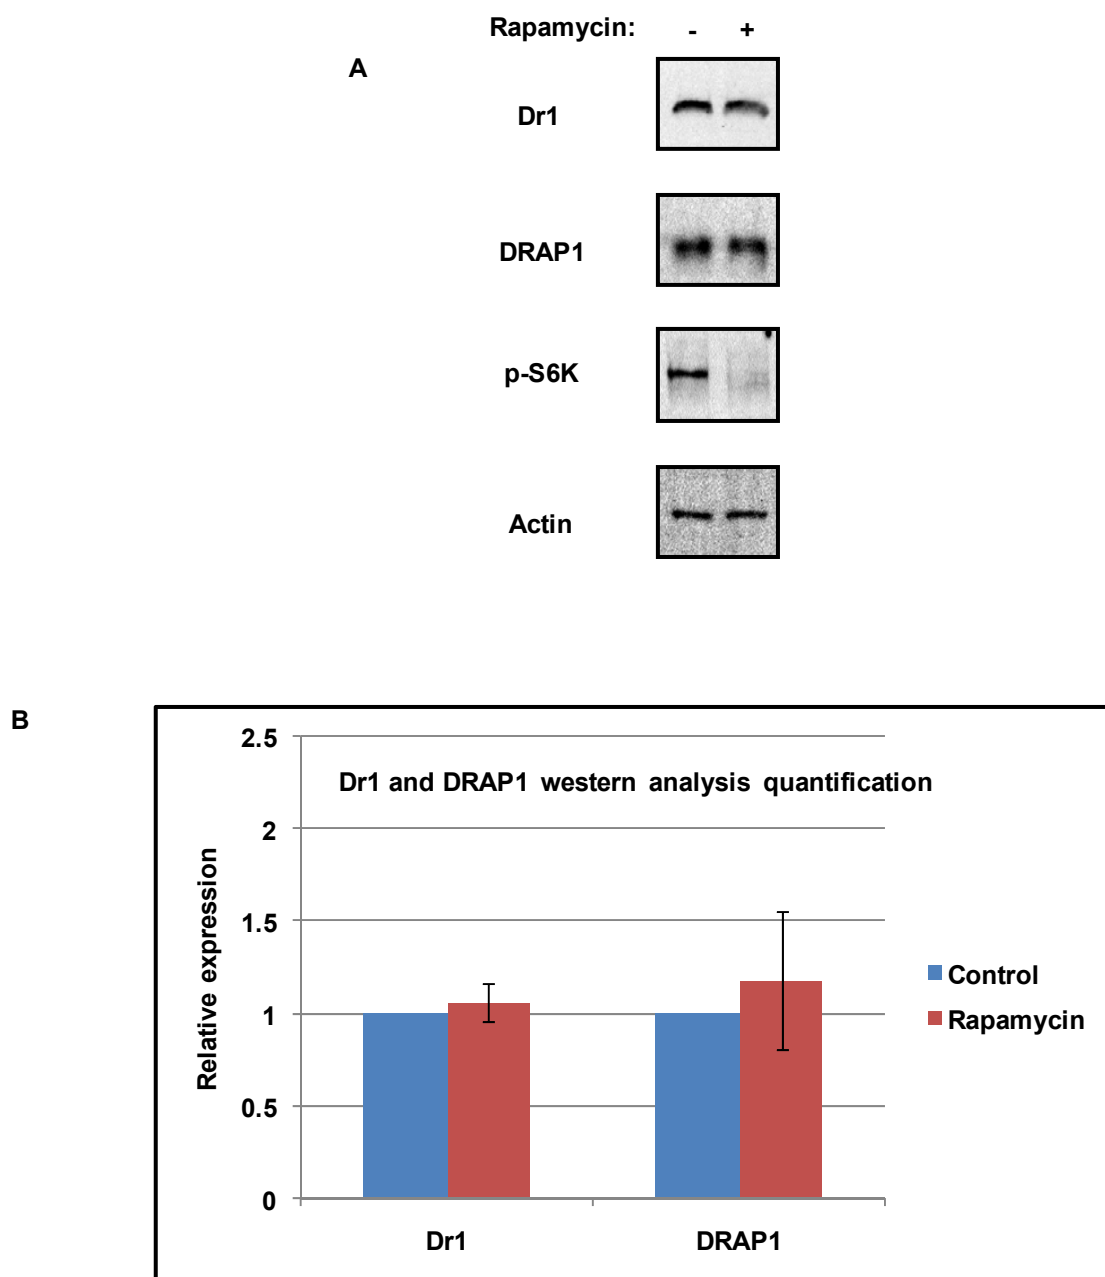 Rapamycin: - +
A
Dr1
DRAP1
p-S6K
Actin
B
Dr1 and DRAP1 western analysis quantification
Relative expression
2.5
2
1.5
1
0.5
0
Dr1 DRAP1
Control
Rapamycin